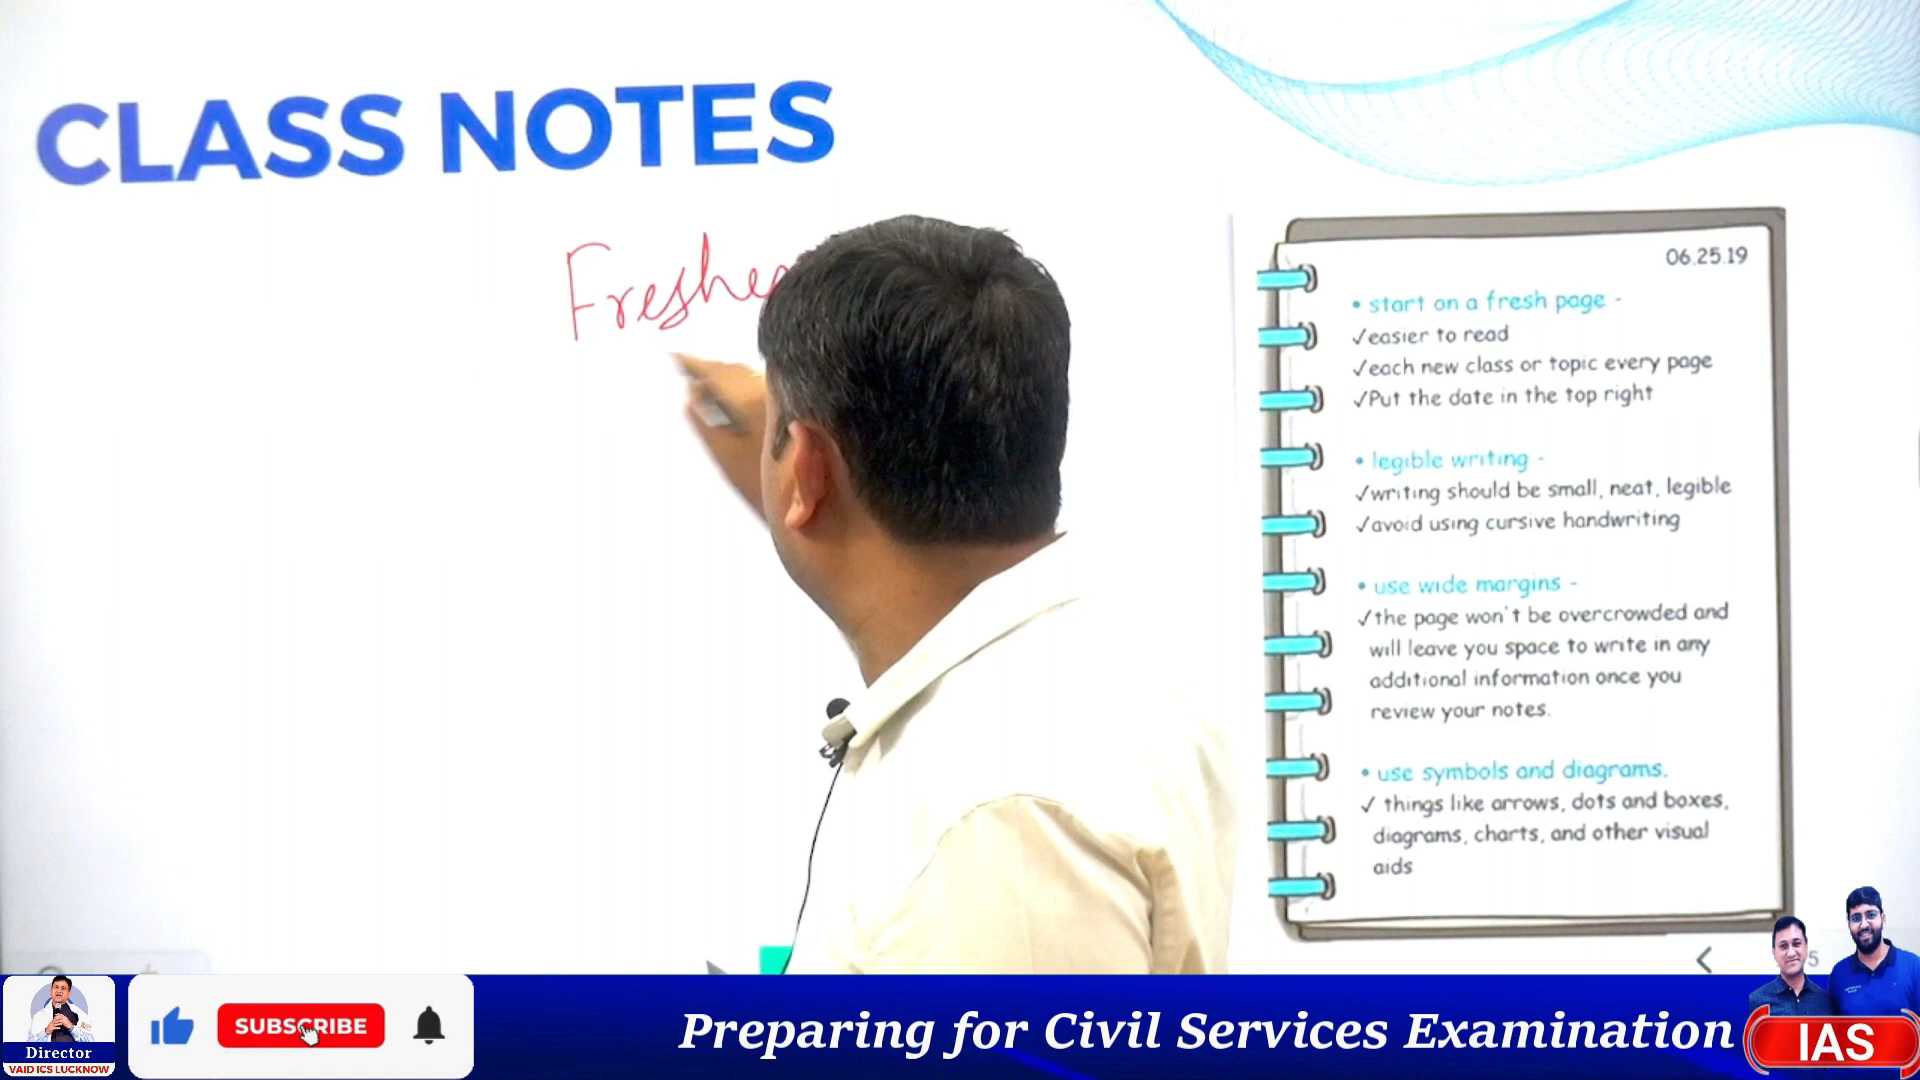 CLASS NOTES
06.25.19
• start on a fresh page -
✓easier to read
✓each new class or topic every page
✓Put the date in the top right
• legible writing -
✓writing should be small, neat, legible
✓avoid using cursive handwriting
• use wide margins -
✓the page won't be overcrowded and
will leave you space to write in any
additional information once you
review your notes.
• use symbols and diagrams.
✓ things like arrows, dots and boxes,
diagrams, charts, and other visual
aids
5
Director
VAID ICS LUCKNOW
SUBSCRIBE
Preparing for Civil Services Examination
IAS